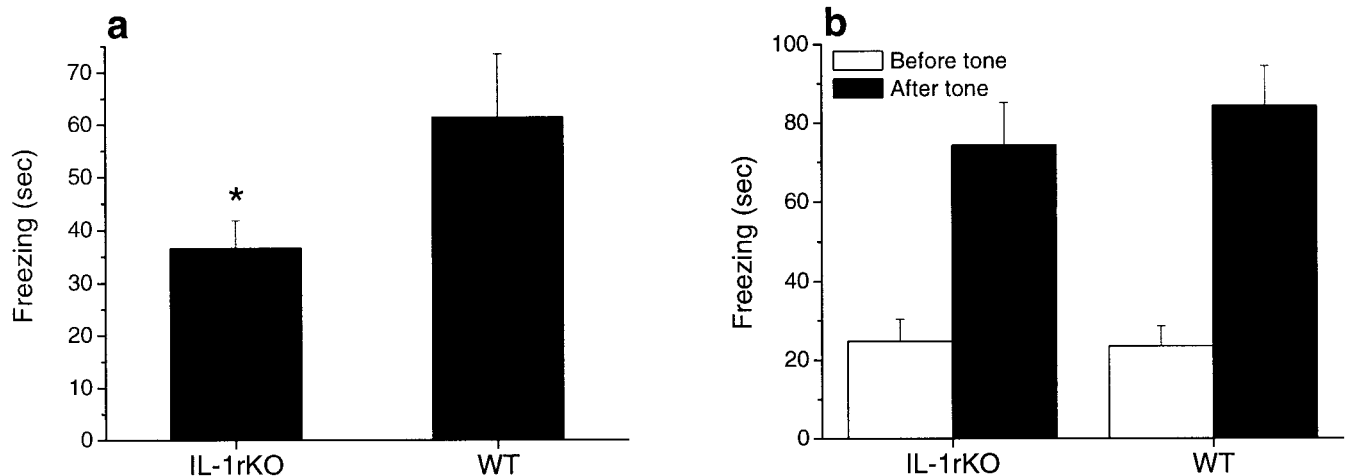 a
Freezing (sec)
70
60
50
40
30
20
10
0
*
IL-1rKO WT
b
Freezing (sec)
100
80
60
40
20
0
Before tone
After tone
IL-1rKO WT